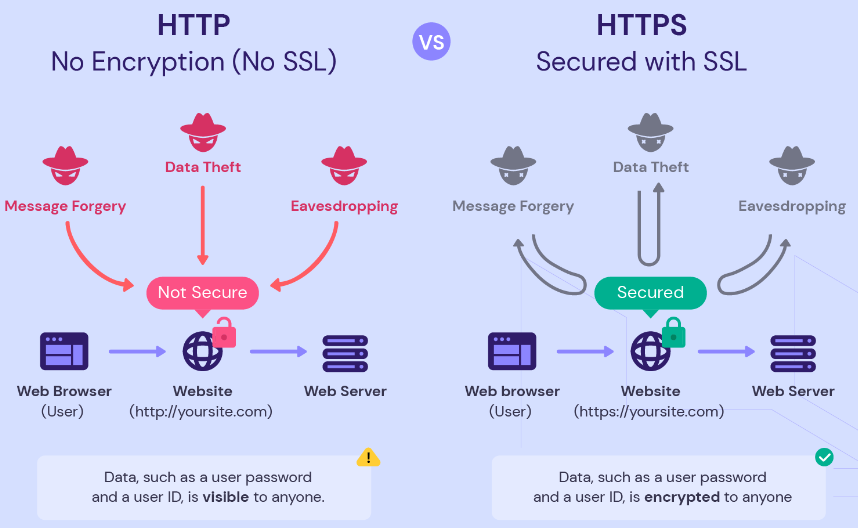 HTTP
No Encryption (No SSL)
VS
HTTPS
Secured with SSL
Data Theft
Message Forgery
Eavesdropping
Not Secure
Web Browser
(User)
Website
(http://yoursite.com)
Web Server
Data, such as a user password
and a user ID, is visible to anyone.
Data Theft
Message Forgery
Eavesdropping
Secured
Web browser
(User)
Website
(https://yoursite.com)
Web Server
Data, such as a user password
and a user ID, is encrypted to anyone